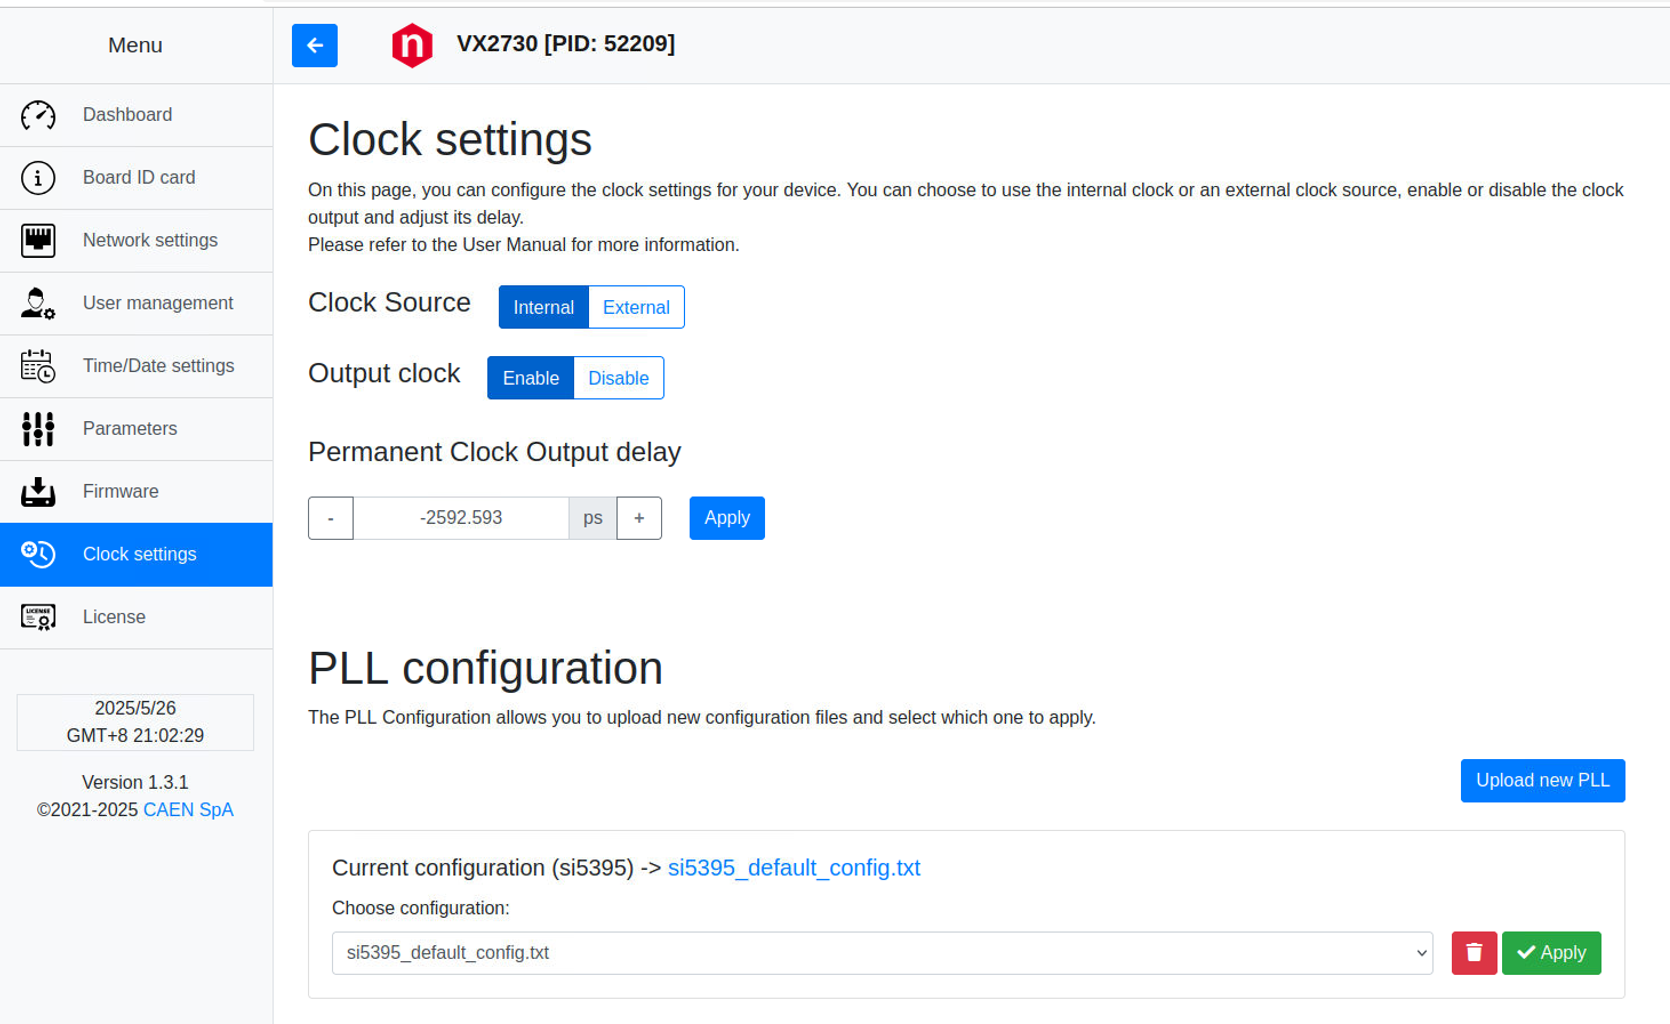 Menu
VX2730 [PID: 52209]
Dashboard
Board ID card
Network settings
User management
Time/Date settings
Parameters
Firmware
Clock settings
LICENSE
License
2025/5/26
GMT+8 21:02:29
Version 1.3.1
©2021-2025 CAEN SpA
Clock settings
On this page, you can configure the clock settings for your device. You can choose to use the internal clock or an external clock source, enable or disable the clock
output and adjust its delay.
Please refer to the User Manual for more information.
Clock Source Internal External
Output clock Enable Disable
Permanent Clock Output delay
- -2592.593 ps + Apply
PLL configuration
The PLL Configuration allows you to upload new configuration files and select which one to apply.
Upload new PLL
Current configuration (si5395) -> si5395_default_config.txt
Choose configuration:
si5395_default_config.txt Apply